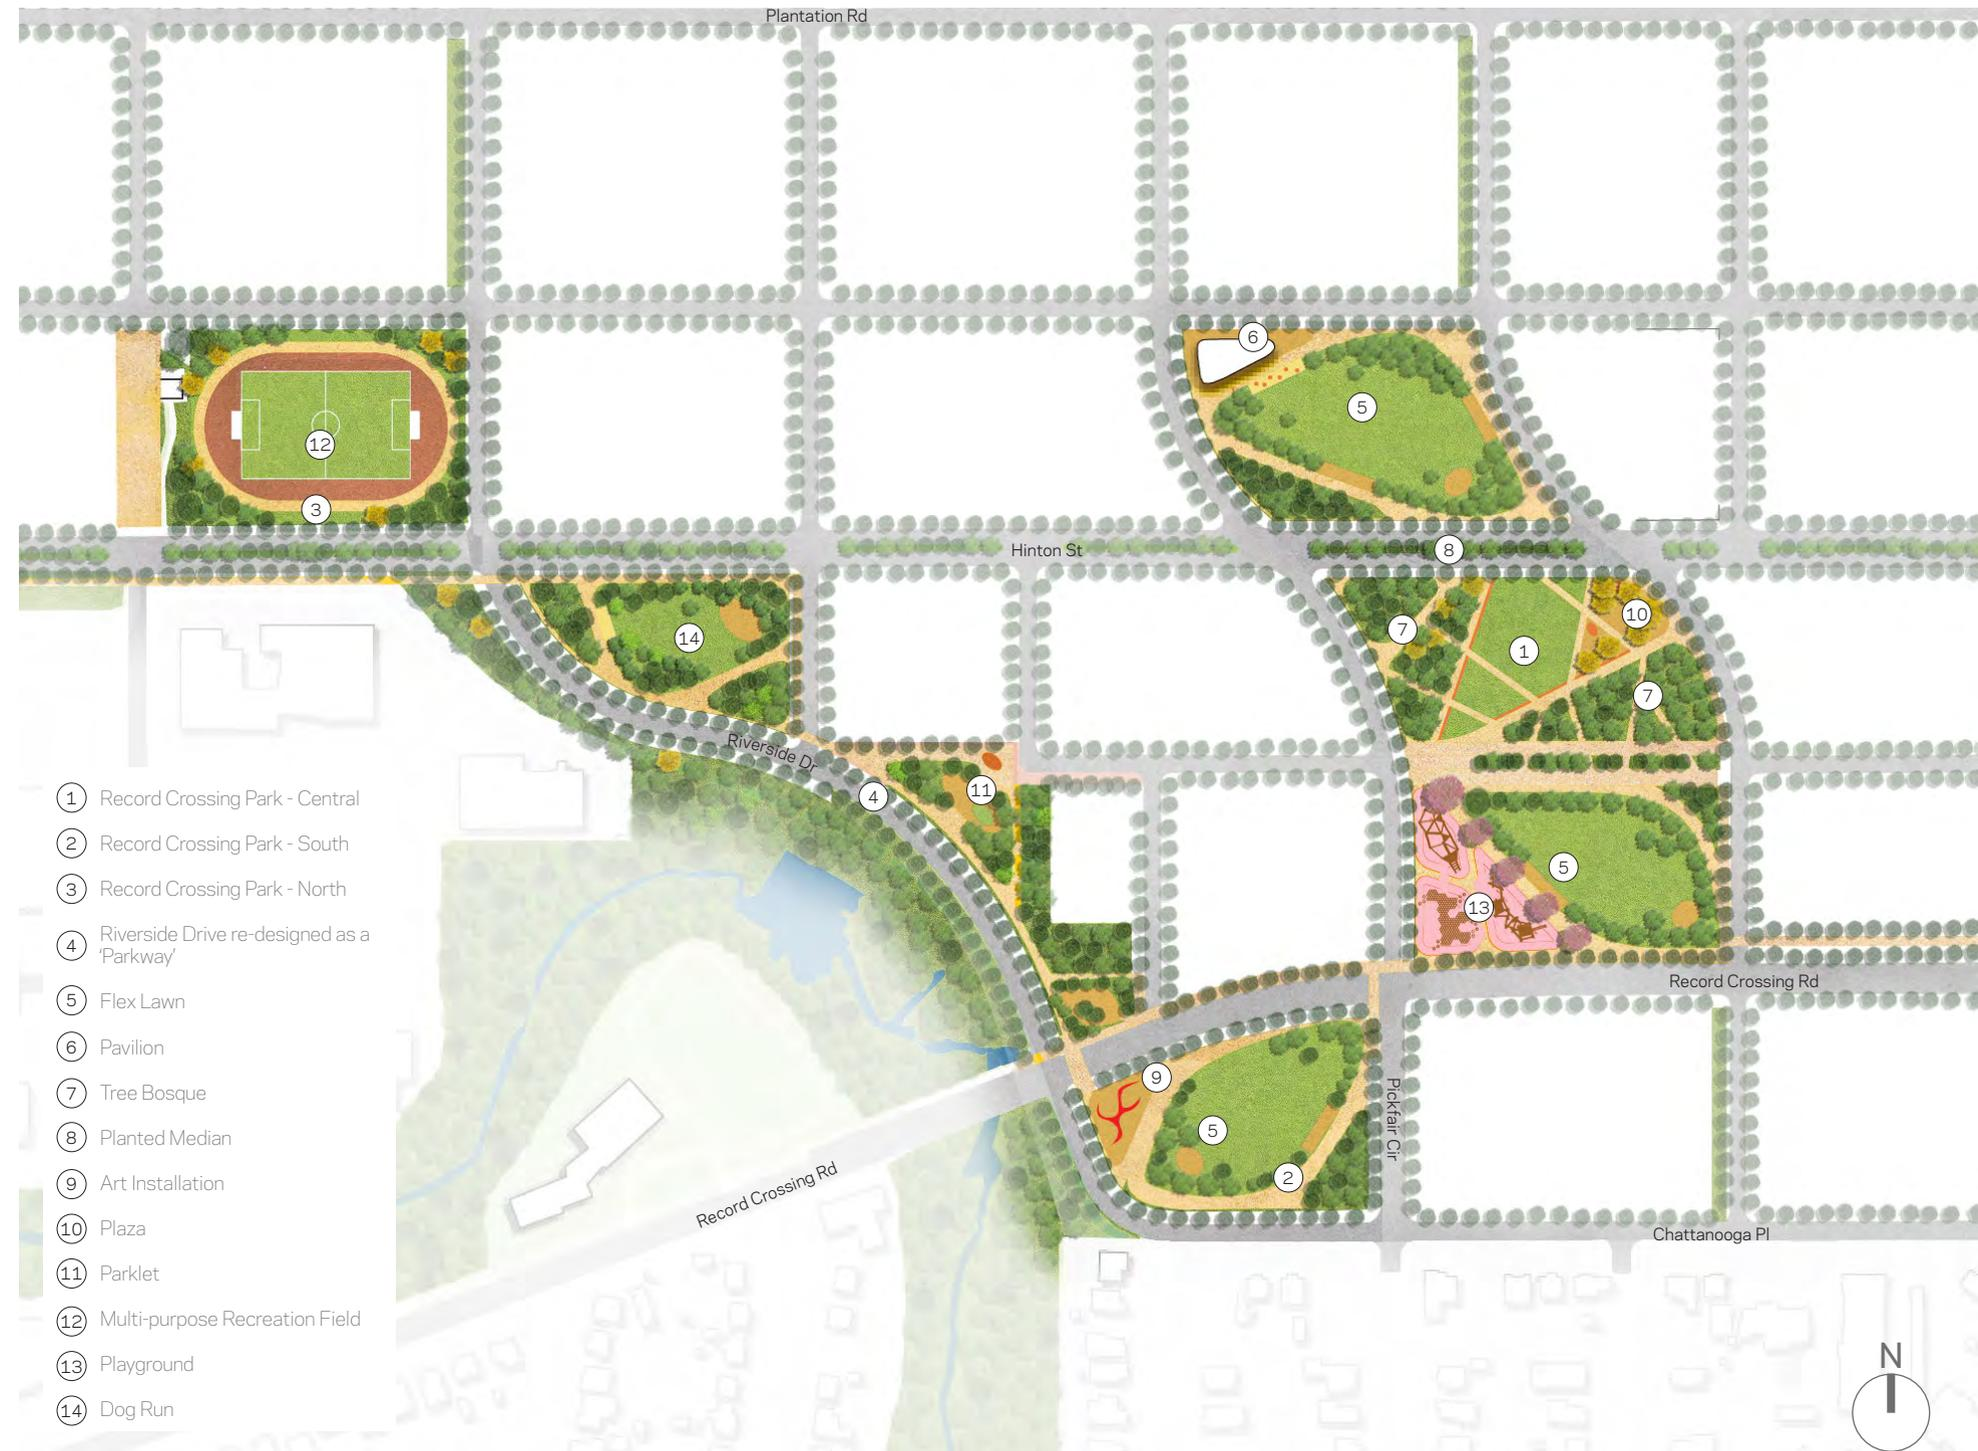 Plantation Rd
6
5
12
3
Hinton St
8
14
7
1
10
7
Riverside Dr
4
11
5
13
Record Crossing Rd
9
5
2
Pickfair Cir
Record Crossing Rd
Chattanooga Pl
1 Record Crossing Park - Central
2 Record Crossing Park - South
3 Record Crossing Park - North
4 Riverside Drive re-designed as a
'Parkway'
5 Flex Lawn
6 Pavilion
7 Tree Bosque
8 Planted Median
9 Art Installation
10 Plaza
11 Parklet
12 Multi-purpose Recreation Field
13 Playground
14 Dog Run
N